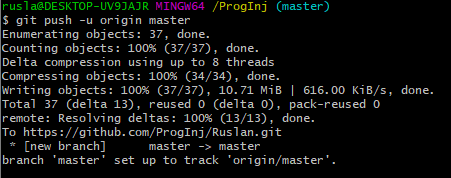 rusla@DESKTOP-UV9JAJR MINGW64 /ProgInj (master)
$ git push -u origin master
Enumerating objects: 37, done.
Counting objects: 100% (37/37), done.
Delta compression using up to 8 threads
Compressing objects: 100% (34/34), done.
Writing objects: 100% (37/37), 10.71 MiB | 616.00 KiB/s, done.
Total 37 (delta 13), reused 0 (delta 0), pack-reused 0
remote: Resolving deltas: 100% (13/13), done.
To https://github.com/ProgInj/Ruslan.git
 * [new branch]      master -> master
branch 'master' set up to track 'origin/master'.